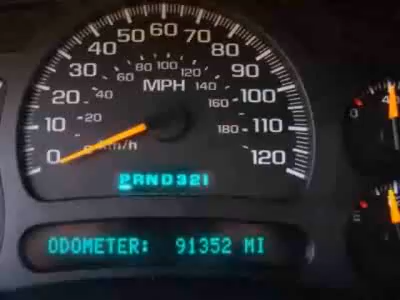 50 60 70
40 80
30 90
60 80 100 120 140
20 40 MPH 160 100
10 20 180 110
0 km/h 120
PRND321
ODOMETER: 91352 MI